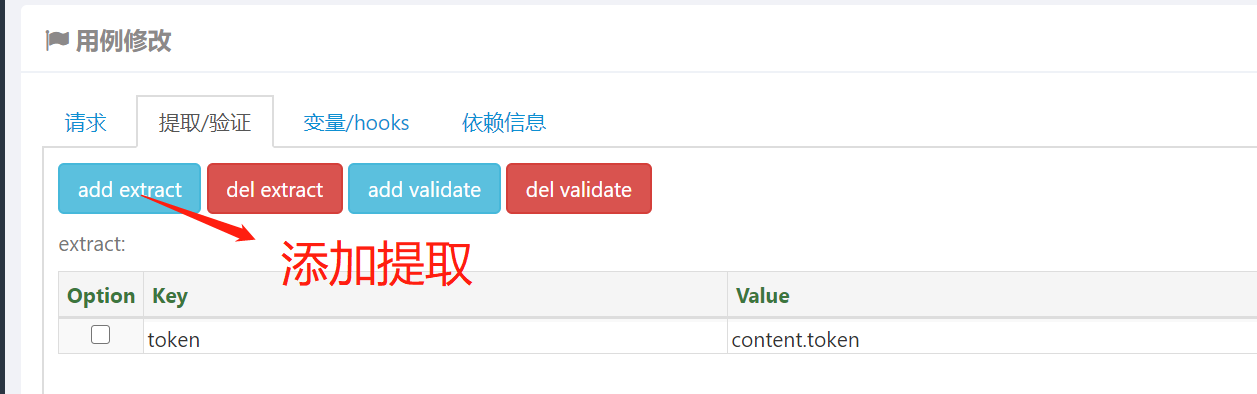 用例修改
请求 提取/验证 变量/hooks 依赖信息
add extract del extract add validate del validate
extract:
添加提取
Option Key Value
token content.token